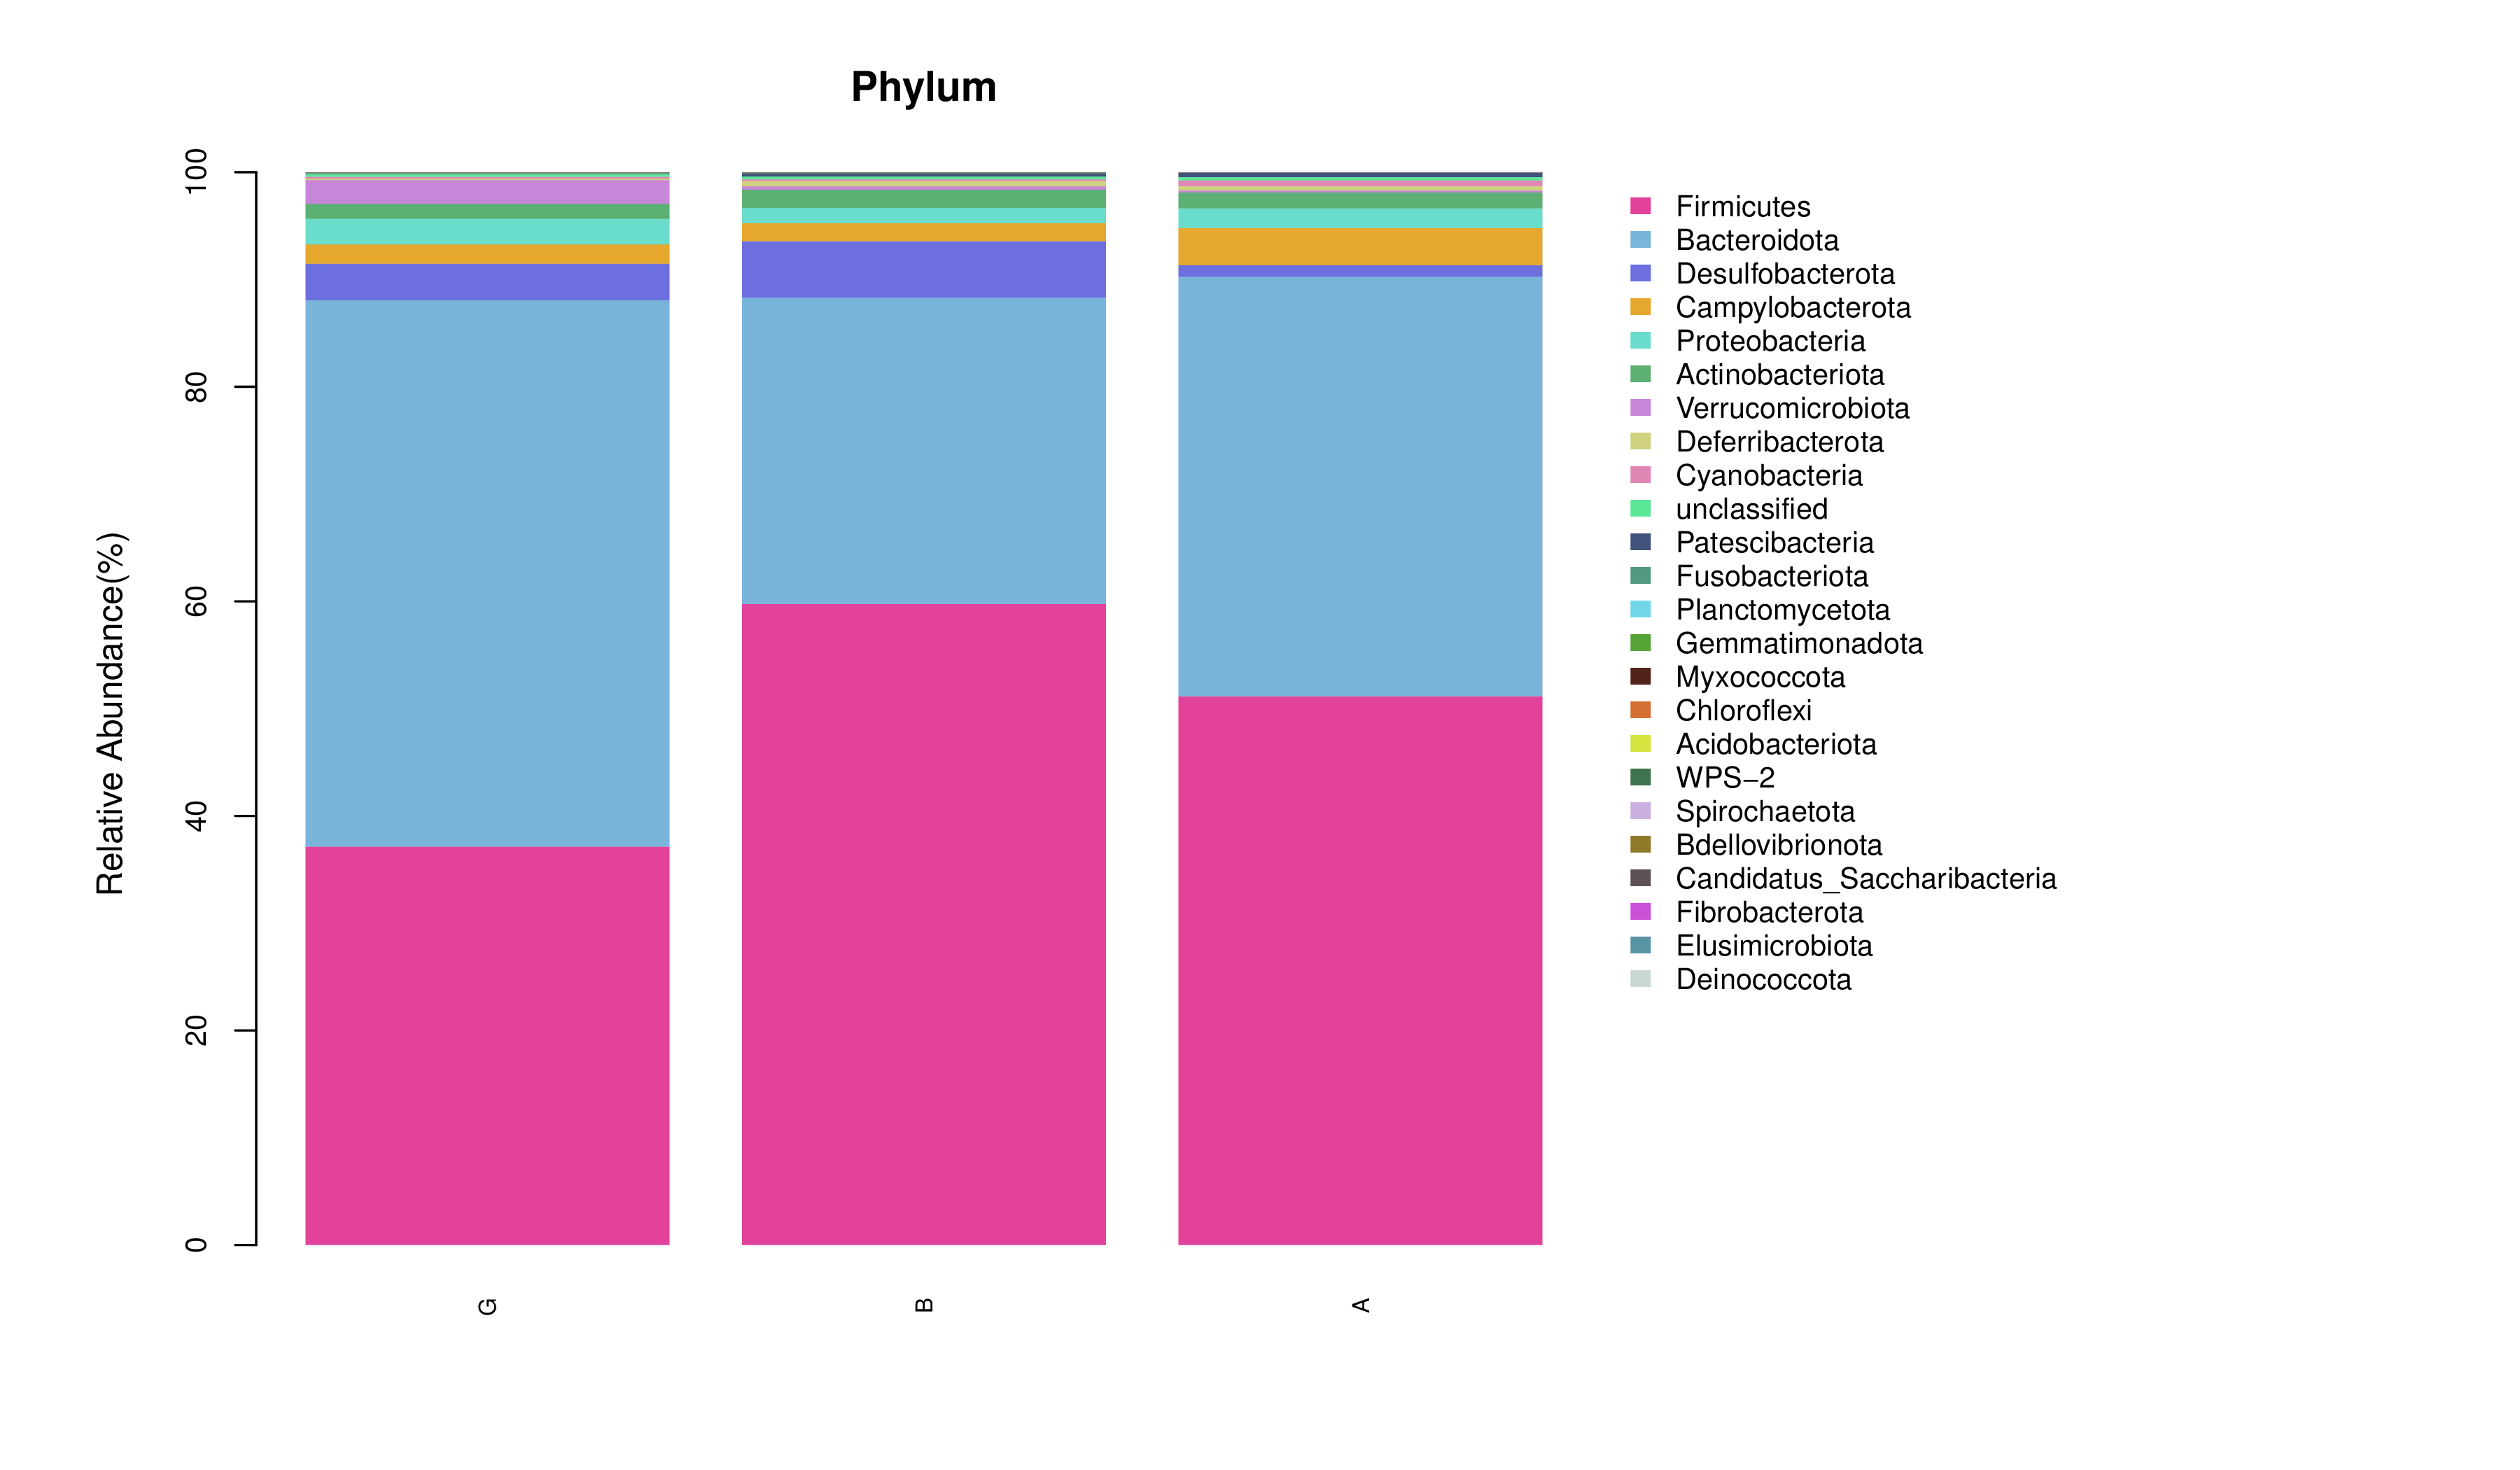 Phylum
Relative Abundance(%)
100
80
60
40
20
0
G
B
A
Firmicutes
Bacteroidota
Desulfobacterota
Campylobacterota
Proteobacteria
Actinobacteriota
Verrucomicrobiota
Deferribacterota
Cyanobacteria
unclassified
Patescibacteria
Fusobacteriota
Planctomycetota
Gemmatimonadota
Myxococcota
Chloroflexi
Acidobacteriota
WPS−2
Spirochaetota
Bdellovibrionota
Candidatus_Saccharibacteria
Fibrobacterota
Elusimicrobiota
Deinococcota